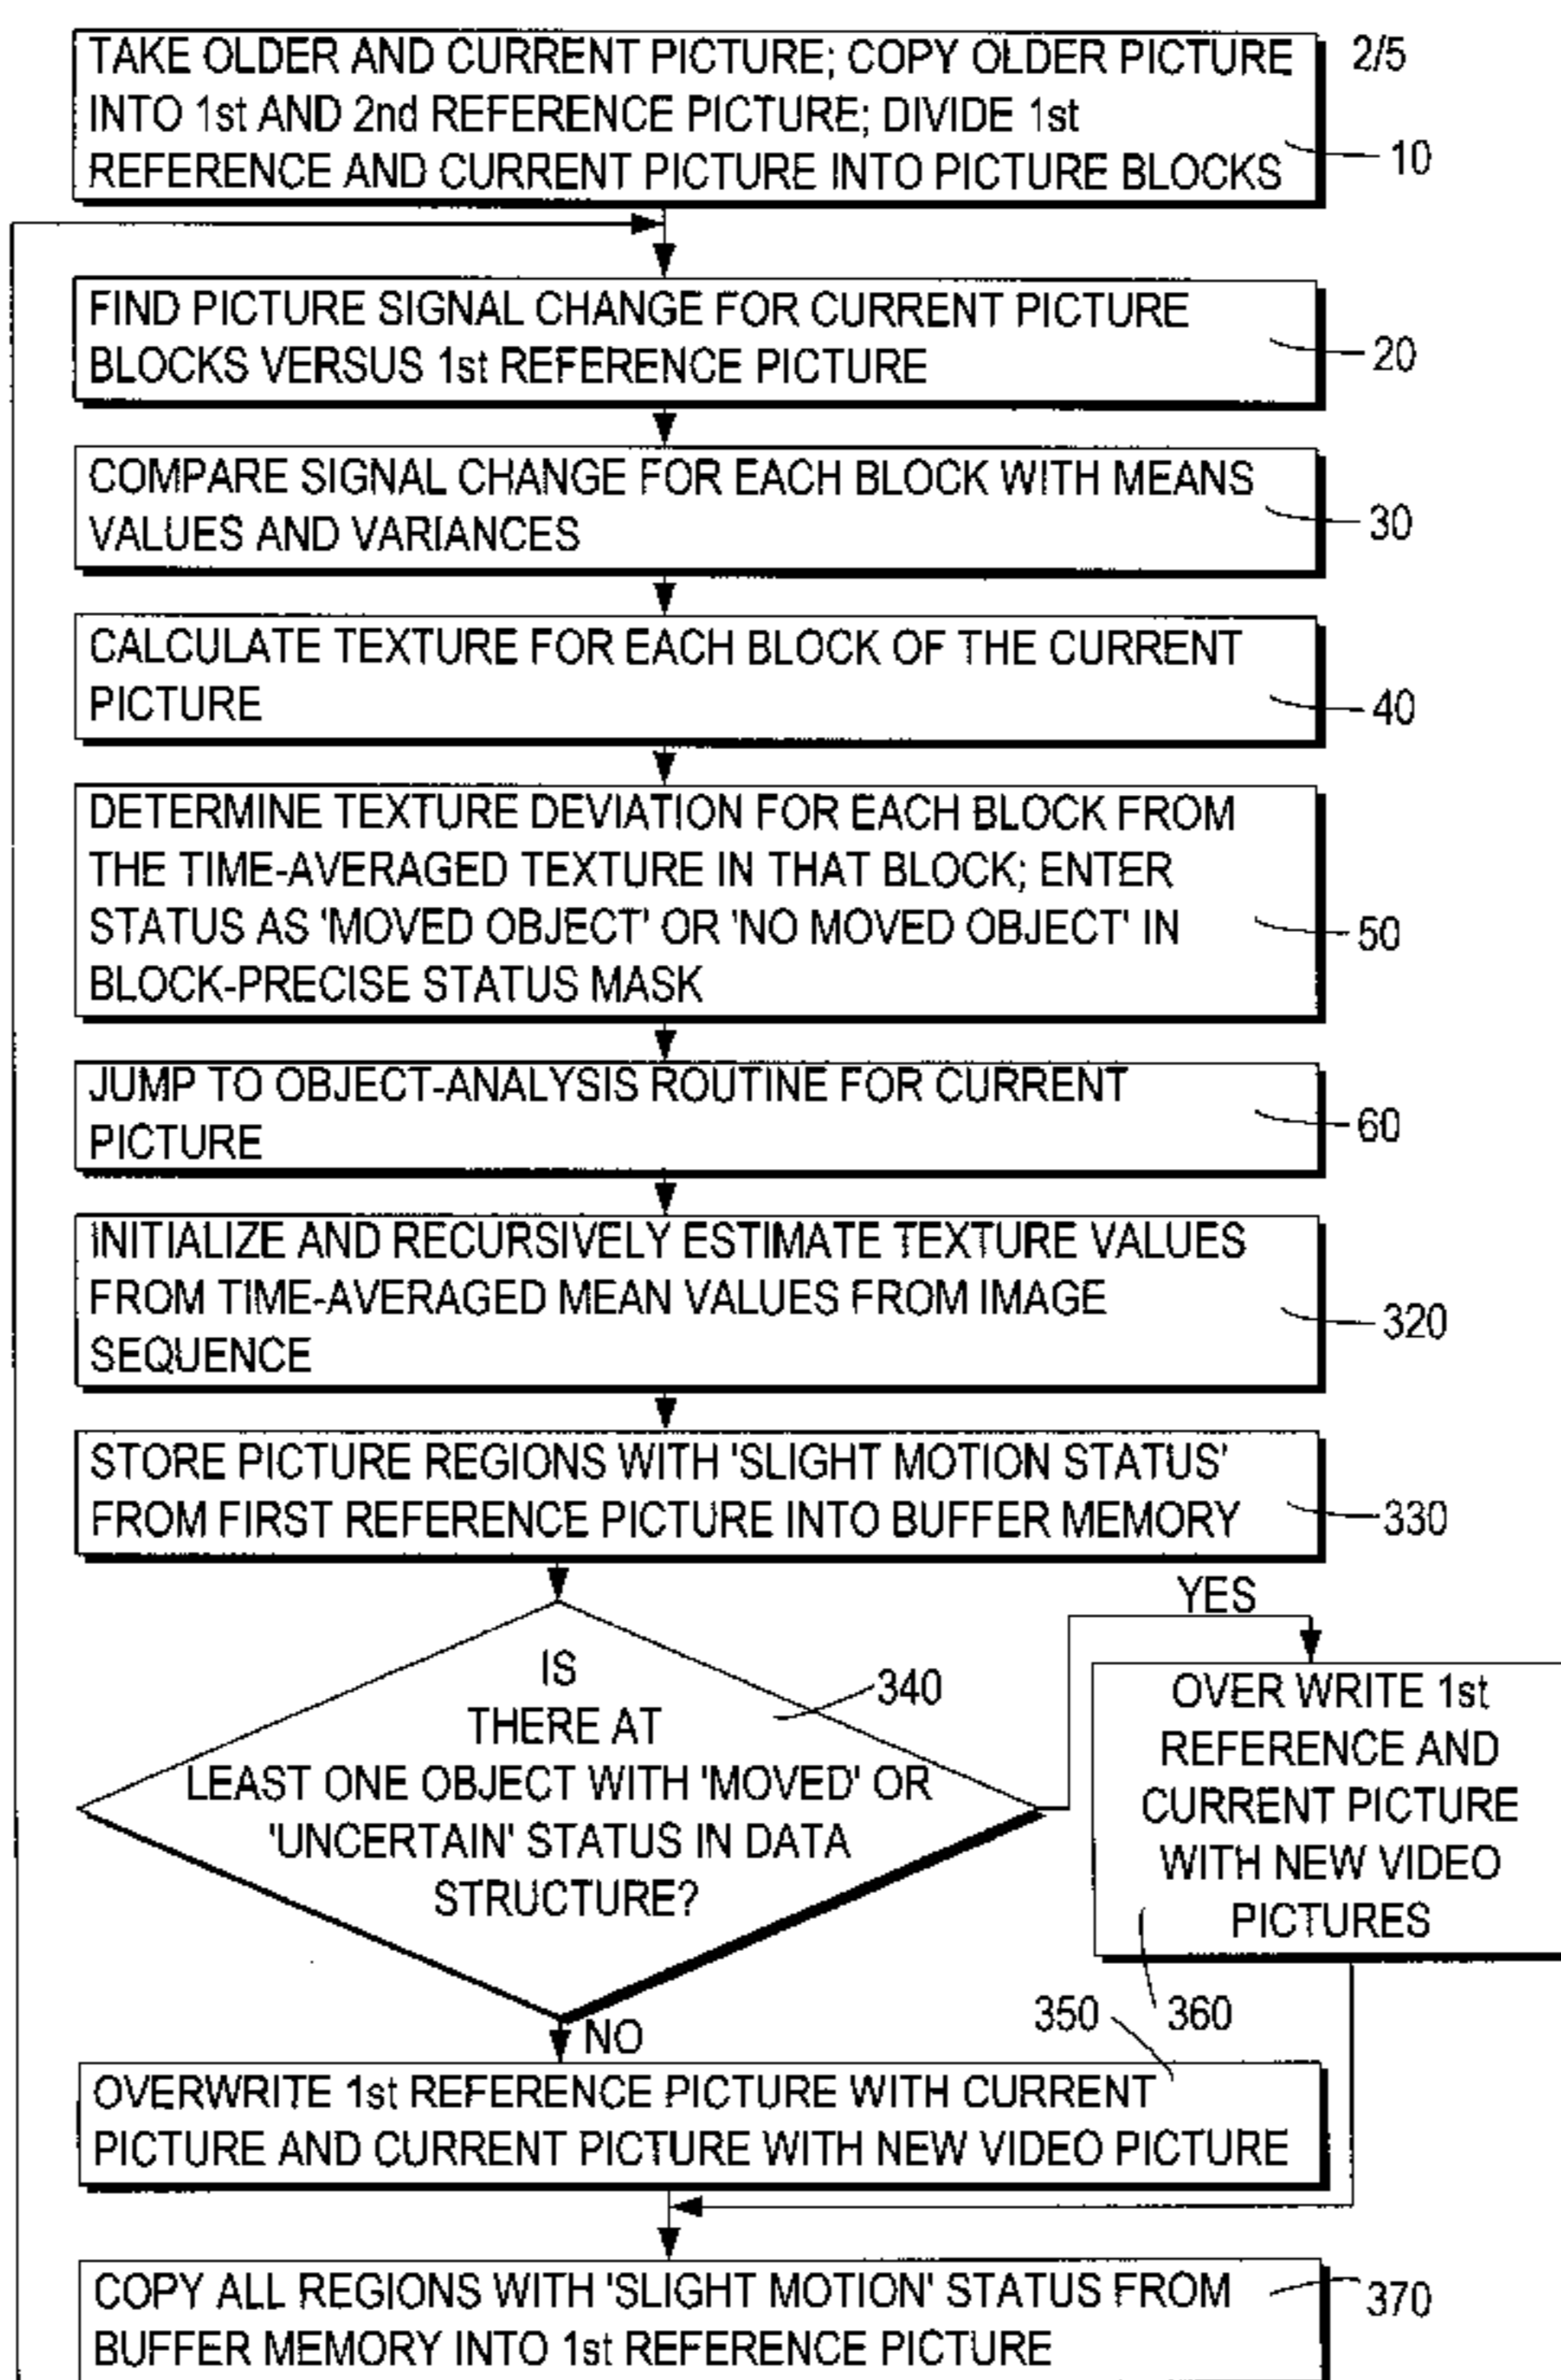 TAKE OLDER AND CURRENT PICTURE; COPY OLDER PICTURE
INTO 1st AND 2nd REFERENCE PICTURE; DIVIDE 1st
REFERENCE AND CURRENT PICTURE INTO PICTURE BLOCKS
2/5
10
FIND PICTURE SIGNAL CHANGE FOR CURRENT PICTURE
BLOCKS VERSUS 1st REFERENCE PICTURE
20
COMPARE SIGNAL CHANGE FOR EACH BLOCK WITH MEANS
VALUES AND VARIANCES
30
CALCULATE TEXTURE FOR EACH BLOCK OF THE CURRENT
PICTURE
40
DETERMINE TEXTURE DEVIATION FOR EACH BLOCK FROM
THE TIME-AVERAGED TEXTURE IN THAT BLOCK; ENTER
STATUS AS 'MOVED OBJECT' OR 'NO MOVED OBJECT' IN
BLOCK-PRECISE STATUS MASK
50
JUMP TO OBJECT-ANALYSIS ROUTINE FOR CURRENT
PICTURE
60
INITIALIZE AND RECURSIVELY ESTIMATE TEXTURE VALUES
FROM TIME-AVERAGED MEAN VALUES FROM IMAGE
SEQUENCE
320
STORE PICTURE REGIONS WITH 'SLIGHT MOTION STATUS'
FROM FIRST REFERENCE PICTURE INTO BUFFER MEMORY
330
IS
THERE AT
LEAST ONE OBJECT WITH 'MOVED' OR
'UNCERTAIN' STATUS IN DATA
STRUCTURE?
340
YES
OVER WRITE 1st
REFERENCE AND
CURRENT PICTURE
WITH NEW VIDEO
PICTURES
360
NO
350
OVERWRITE 1st REFERENCE PICTURE WITH CURRENT
PICTURE AND CURRENT PICTURE WITH NEW VIDEO PICTURE
COPY ALL REGIONS WITH 'SLIGHT MOTION' STATUS FROM
BUFFER MEMORY INTO 1st REFERENCE PICTURE
370